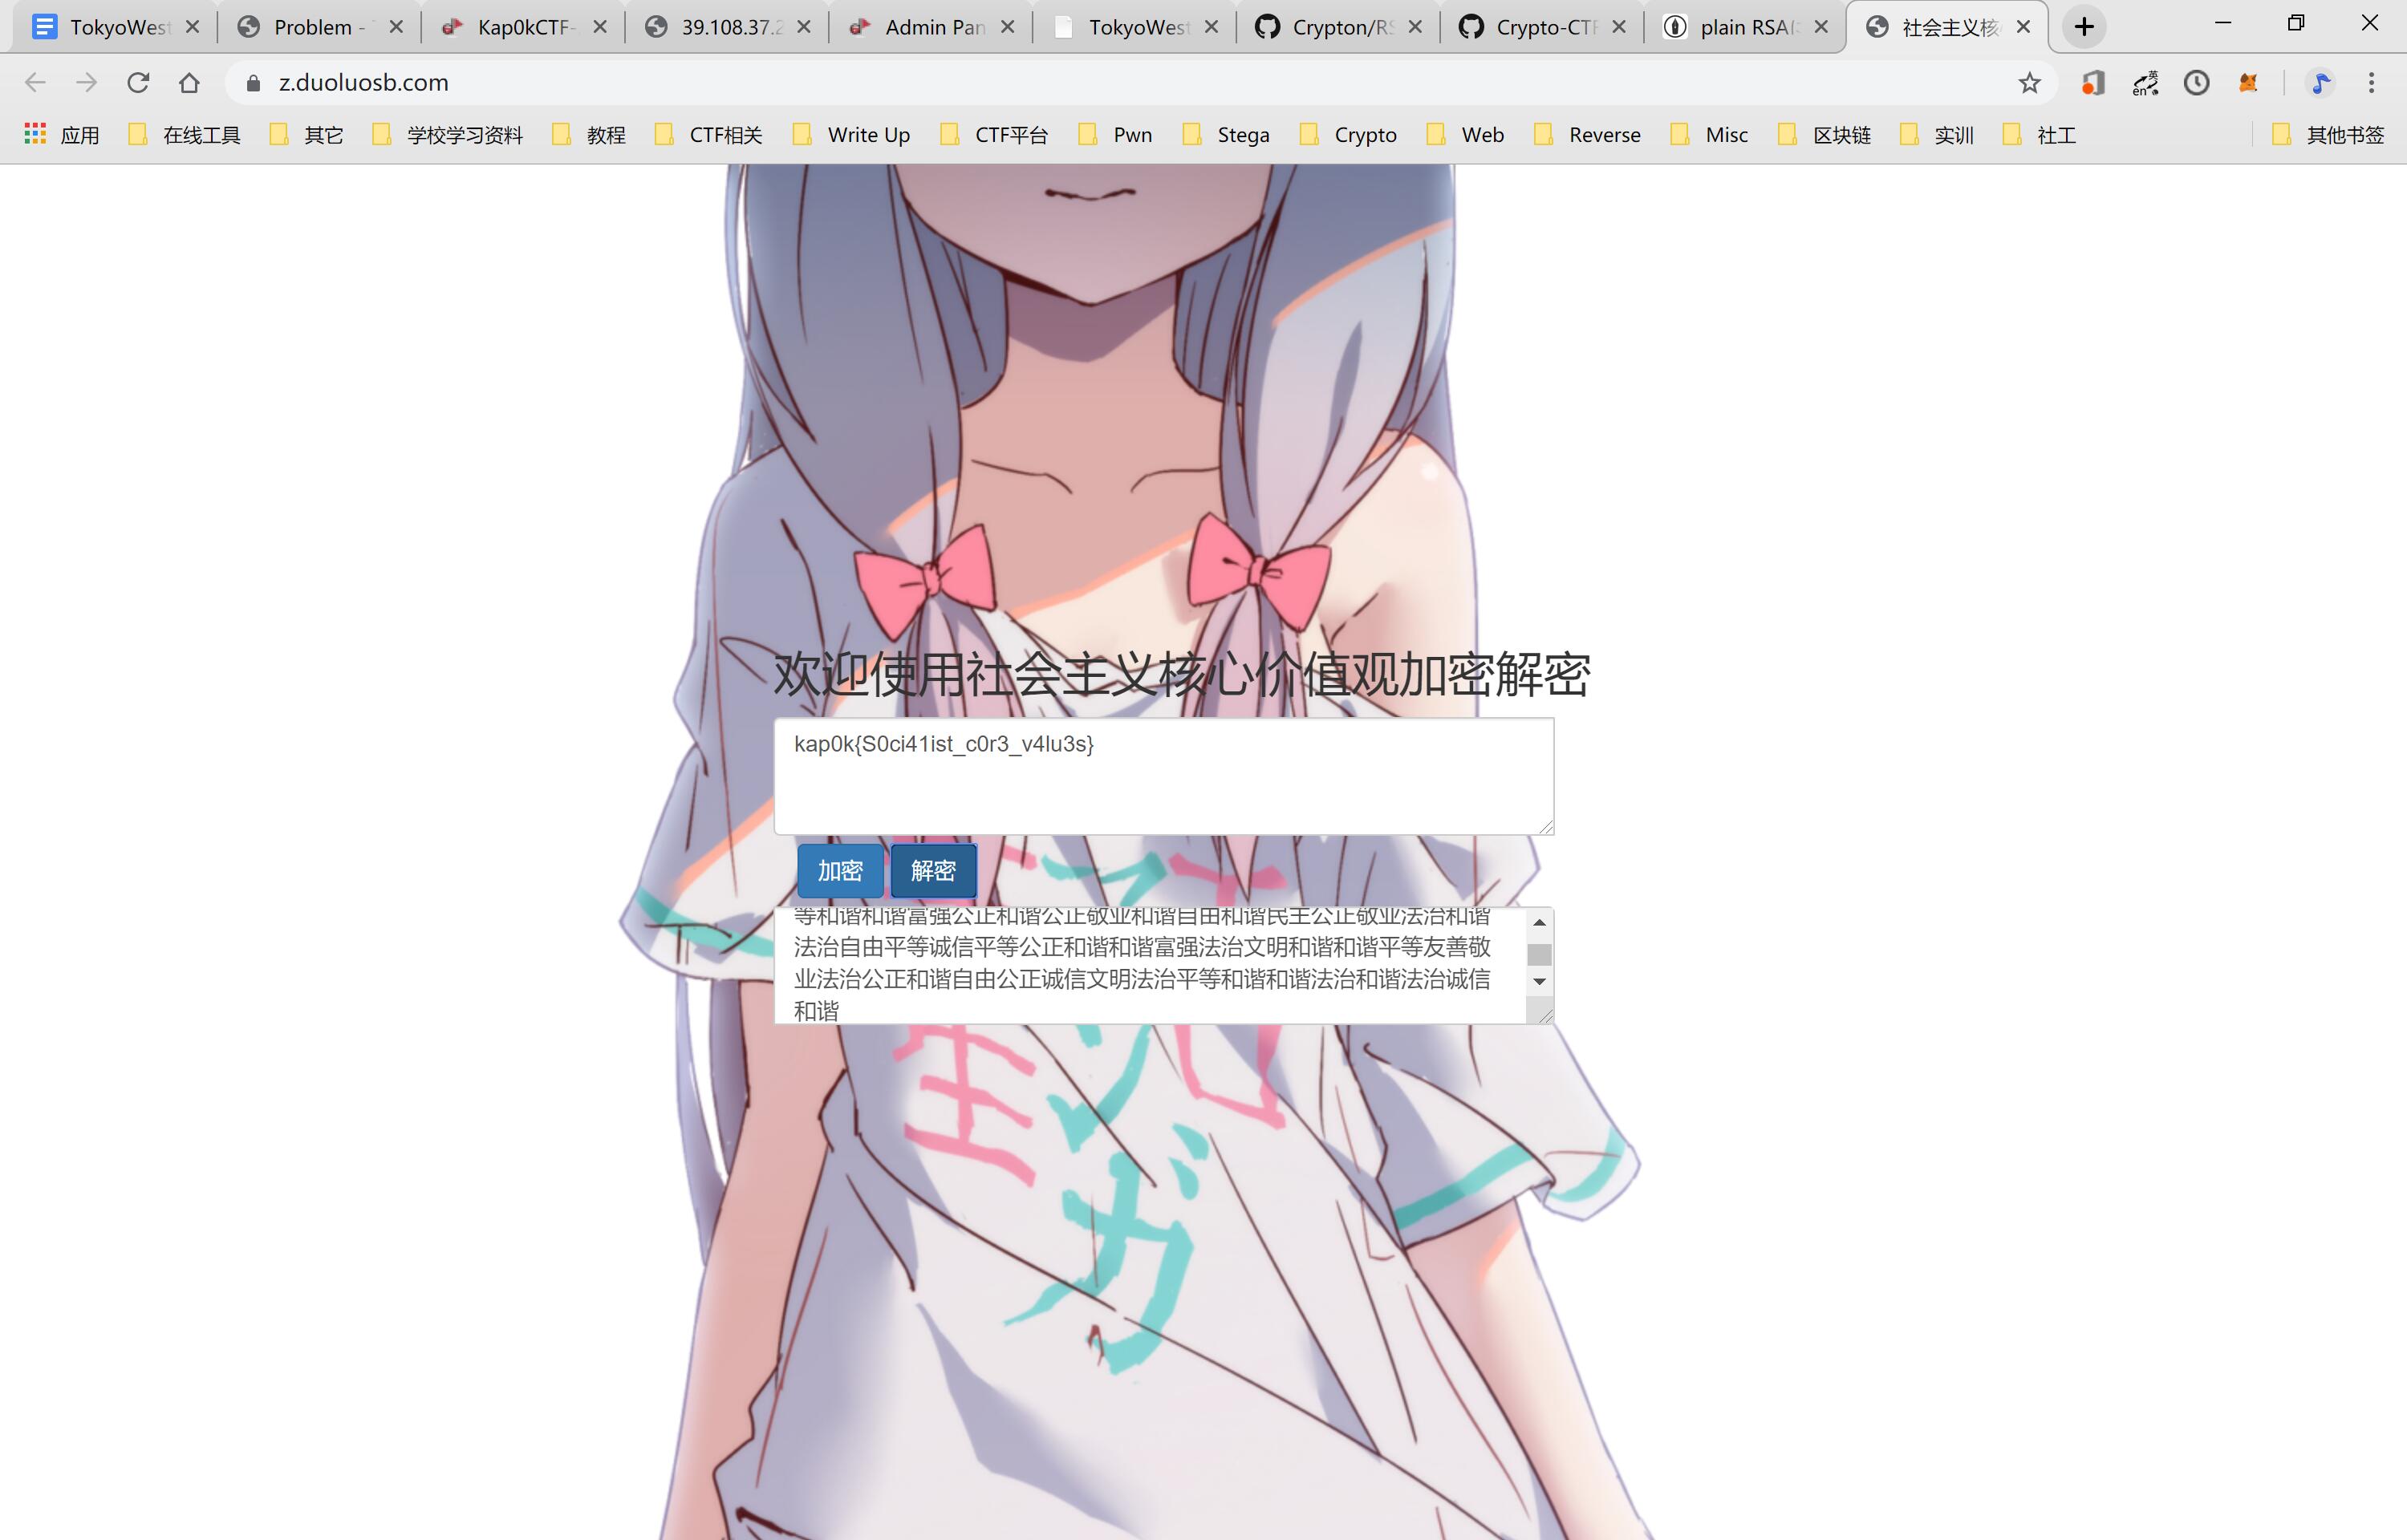 TokyoWest
Problem -
Kap0kCTF-
39.108.37.2
Admin Pan
TokyoWest
Crypton/RS
Crypto-CTF
plain RSAに
社会主义核
z.duoluosb.com
应用
在线工具
其它
学校学习资料
教程
CTF相关
Write Up
CTF平台
Pwn
Stega
Crypto
Web
Reverse
Misc
区块链
实训
社工
其他书签
欢迎使用社会主义核心价值观加密解密
kap0k{S0ci41ist_c0r3_v4lu3s}
加密 解密
等和谐和谐富强公正和谐公正敬业和谐自由和谐民主公正敬业法治和谐
法治自由平等诚信平等公正和谐和谐富强法治文明和谐和谐平等友善敬
业法治公正和谐自由公正诚信文明法治平等和谐和谐法治和谐法治诚信
和谐